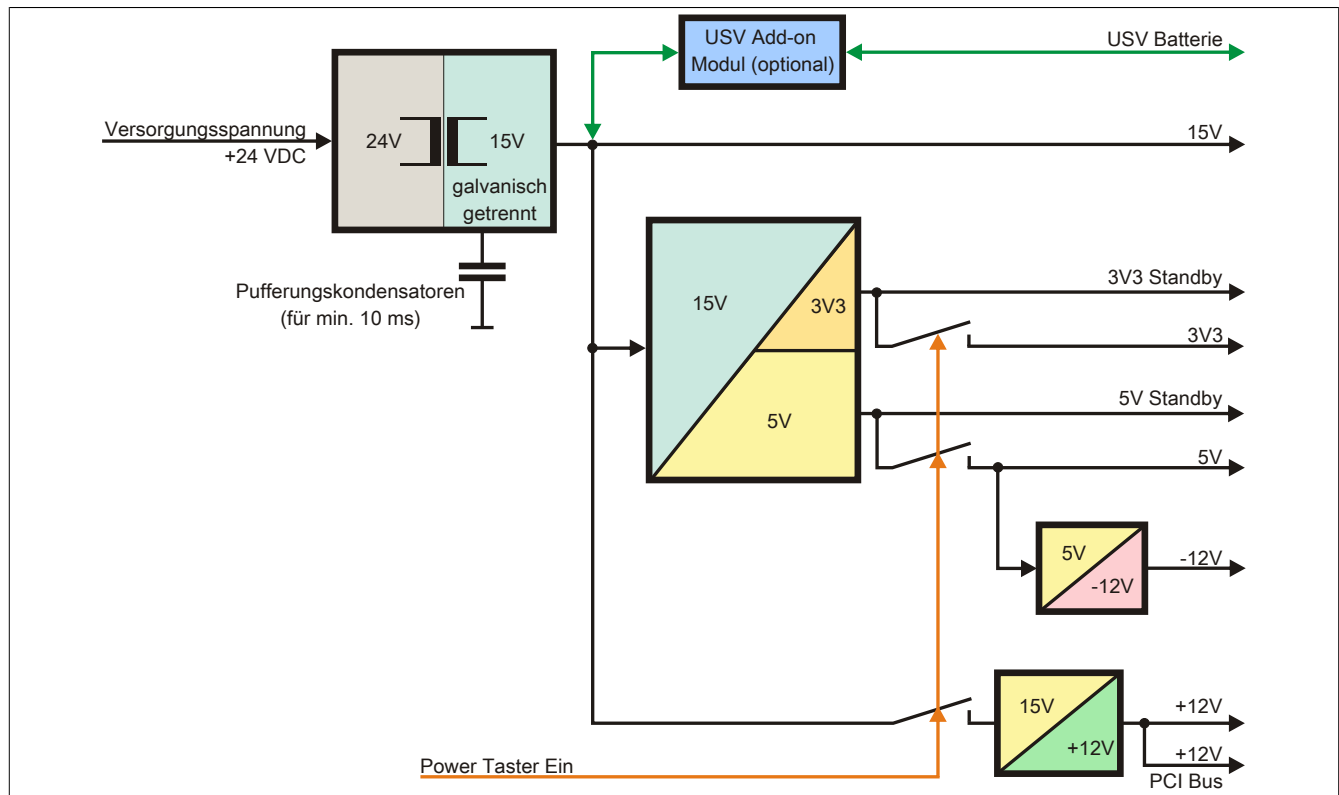 USV Add-on
Modul (optional)
USV Batterie
Versorgungsspannung
+24 VDC
24V
15V
galvanisch
getrennt
15V
Pufferungskondensatoren
(für min. 10 ms)
15V
3V3
5V
3V3 Standby
3V3
5V Standby
5V
5V
-12V
-12V
15V
+12V
+12V
+12V
PCI Bus
Power Taster Ein